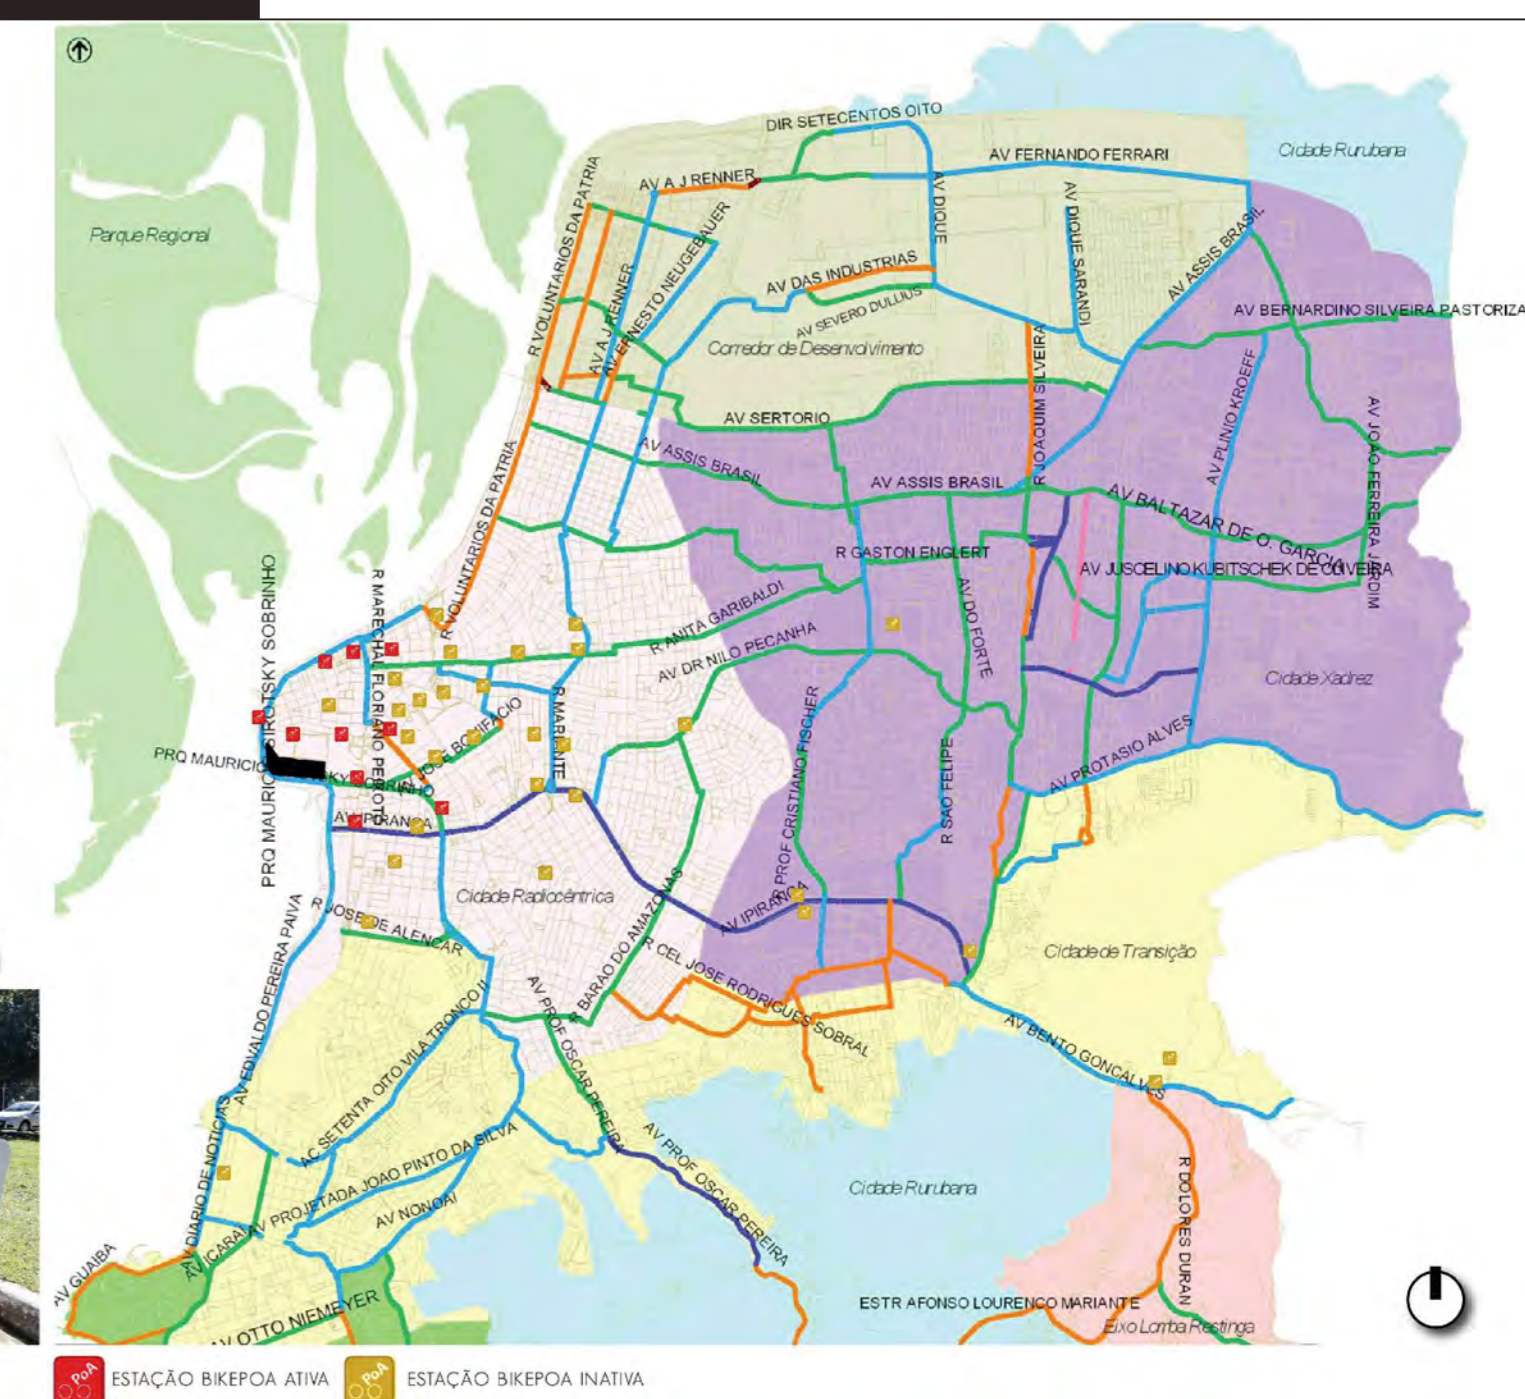 DIR SETECENTOS OITO
AV FERNANDO FERRARI
Cidade Rururbana
AV A J RENNER
R VOLUNTARIOS DA PATRIA
AV DIQUE
AV DIQUE SARANDI
AV ASSIS BRASIL
Parque Regional
AV A J RENNER
AV ERNESTO NEUGEBAUER
AV DAS INDUSTRIAS
AV SEVERO DULLIUS
AV BERNARDINO SILVEIRA PASTORIZA
Corredor de Desenvolvimento
R JOAQUIM SILVEIRA
AV PLINIO KROEFF
AV SERTORIO
AV JOAO FERREIRA JARDIM
AV ASSIS BRASIL
AV ASSIS BRASIL
AV BALTAZAR DE O. GARCIA
R VOLUNTARIOS DA PATRIA
R GASTON ENGLERT
AV JUSCELINO KUBITSCHEK DE OLIVEIRA
R MARECHAL FLORIANO PEIXOTO
R ANITA GARIBALDI
AV DO FORTE
AV DR NILO PECANHA
Cidade Xadrez
PRQ MAURICIO SIROTSKY SOBRINHO
R MARIENTE
R JOSE BONIFACIO
R PROF CRISTIANO FISCHER
R SAO FELIPE
AV PROTASIO ALVES
PRQ MAURICIO
AV IPIRANGA
Cidade Radiocêntrica
AV IPIRANGA
R JOSE DE ALENCAR
R BARAO DO AMAZONAS
R CEL JOSE RODRIGUES SOBRAL
Cidade de Transição
AV EDVALDO PEREIRA PAIVA
AC SETENTA OITO VILA TRONCO II
AV PROF OSCAR PEREIRA
AV BENTO GONCALVES
AV DIARIO DE NOTICIAS
AV PROJETADA JOAO PINTO DA SILVA
AV PROF OSCAR PEREIRA
Cidade Rururbana
AV NONOAI
AV ICARAI
R DOLORES DURAN
AV GUAIBA
AV OTTO NIEMEYER
ESTR AFONSO LOURENCO MARIANTE
Eixo Lomba Restinga
PoA ESTAÇÃO BIKEPOA ATIVA PoA ESTAÇÃO BIKEPOA INATIVA